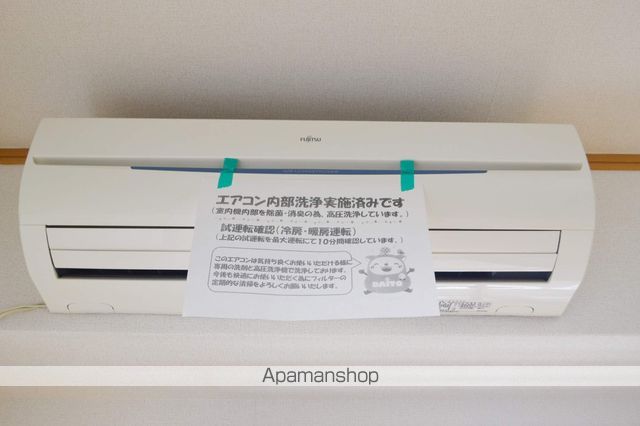 FUJITSU
エアコン内部洗浄実施済みです
(室内機内部を除菌・消臭の為、高圧洗浄しています。)
試運転確認(冷房・暖房運転)
(上記の試運転を最大運転にて10分間確認しています。)
このエアコンは気持ち良くお使いいただける様に
専用の洗剤と高圧洗浄機で洗浄しております。
今後も快適にお使いいただく為にフィルターの
定期的な清掃をよろしくお願いいたします。
DAITO
Apamanshop